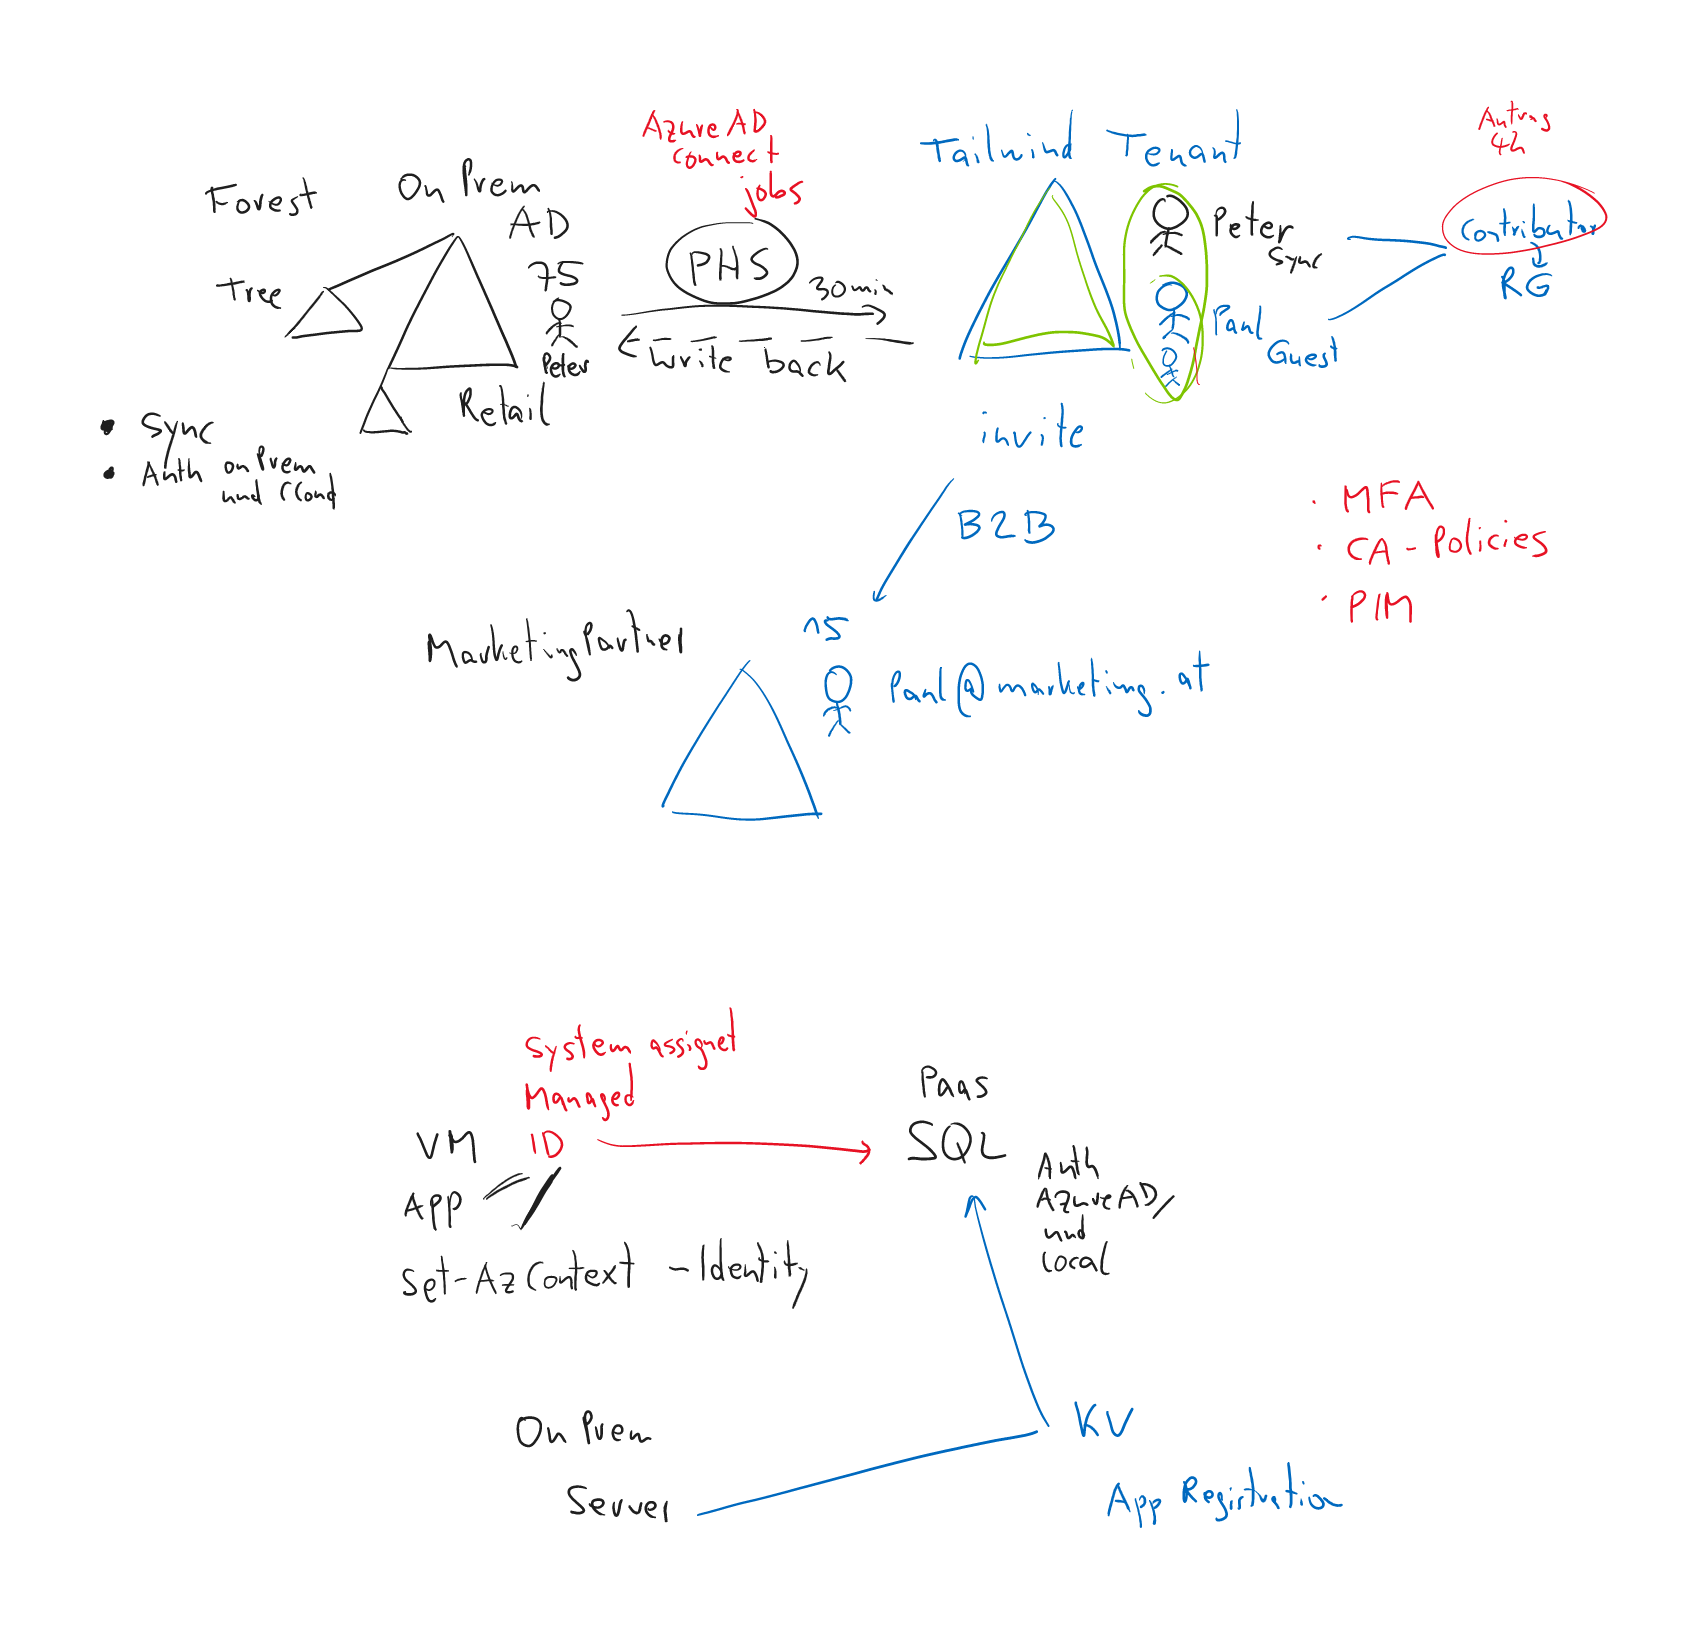 Forest
On Prem
AD
75
Peter
Tree
Retail
• Sync
• Auth on Prem
und Cloud
Azure AD
connect
jobs
PHS
30min
write back
Tailwind Tenant
Peter
Sync
Paul
Guest
Antrag
4h
Contributor
RG
invite
B2B
• MFA
• CA-Policies
• PIM
MarketingPartner
15
Paul@marketing.at
System assignet
Managed
VM ID
App
Set-AzContext -Identity
Paas
SQL
Auth
Azure AD
und
local
On Prem
Server
KV
App Registration